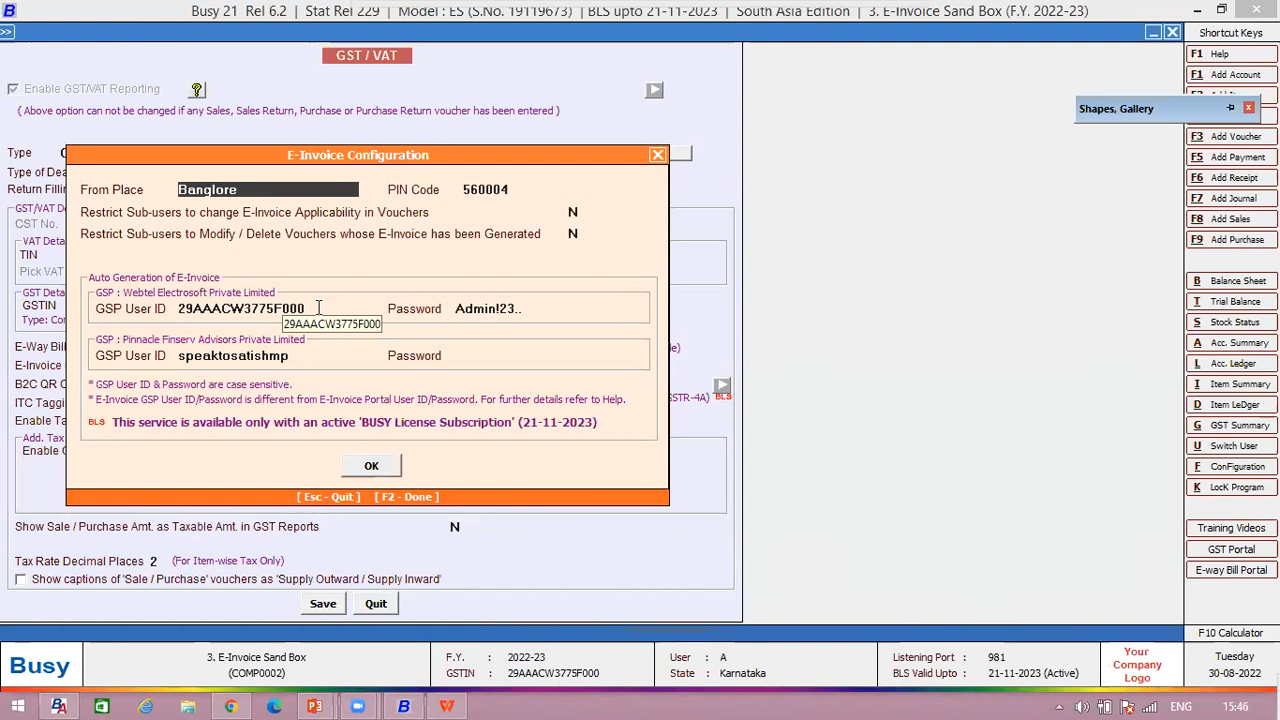 Busy 21 Rel 6.2 | Stat Rel 229 | Model : ES (S.No. 19119673) | BLS upto 21-11-2023 | South Asia Edition | 3. E-Invoice Sand Box (F.Y. 2022-23)
>>
Shortcut Keys
GST / VAT
Enable GST/VAT Reporting
?
( Above option can not be changed if any Sales, Sales Return, Purchase or Purchase Return voucher has been entered )
Type
Type of De
Return Filling
GST/VAT De
CST No.
VAT Deta
TIN
Pick VAT
GST Deta
GSTIN
Type: Con
E-Way Bill
E-Invoice
B2C QR C
ITC Tagging
Enable Ta
Add. Tax
Enable C
GSTR-4A)
BLS
E-Invoice Configuration
From Place Banglore PIN Code 560004
Restrict Sub-users to change E-Invoice Applicability in Vouchers N
Restrict Sub-users to Modify / Delete Vouchers whose E-Invoice has been Generated N
Auto Generation of E-Invoice
GSP : Webtel Electrosoft Private Limited
GSP User ID 29AAACW3775F000 Password Admin!23..
29AAACW3775F000
GSP : Pinnacle Finserv Advisors Private Limited
GSP User ID speaktosatishmp Password
* GSP User ID & Password are case sensitive.
* E-Invoice GSP User ID/Password is different from E-Invoice Portal User ID/Password. For further details refer to Help.
BLS This service is available only with an active 'BUSY License Subscription' (21-11-2023)
OK
[ Esc - Quit ] [ F2 - Done ]
Show Sale / Purchase Amt. as Taxable Amt. in GST Reports N
Tax Rate Decimal Places 2 (For Item-wise Tax Only)
Show captions of 'Sale / Purchase' vouchers as 'Supply Outward / Supply Inward'
Save Quit
Shapes, Gallery
F1 Help
F1 Add Account
F3 Add Voucher
F5 Add Payment
F6 Add Receipt
F7 Add Journal
F8 Add Sales
F9 Add Purchase
B Balance Sheet
T Trial Balance
S Stock Status
A Acc. Summary
L Acc. Ledger
I Item Summary
D Item LeDger
G GST Summary
U Switch User
F ConFiguration
K LocK Program
Training Videos
GST Portal
E-way Bill Portal
F10 Calculator
Busy
3. E-Invoice Sand Box
(COMP0002)
F.Y. : 2022-23
GSTIN : 29AAACW3775F000
User : A
State : Karnataka
Listening Port : 981
BLS Valid Upto : 21-11-2023 (Active)
Your
Company
Logo
Tuesday
30-08-2022
ENG 15:46